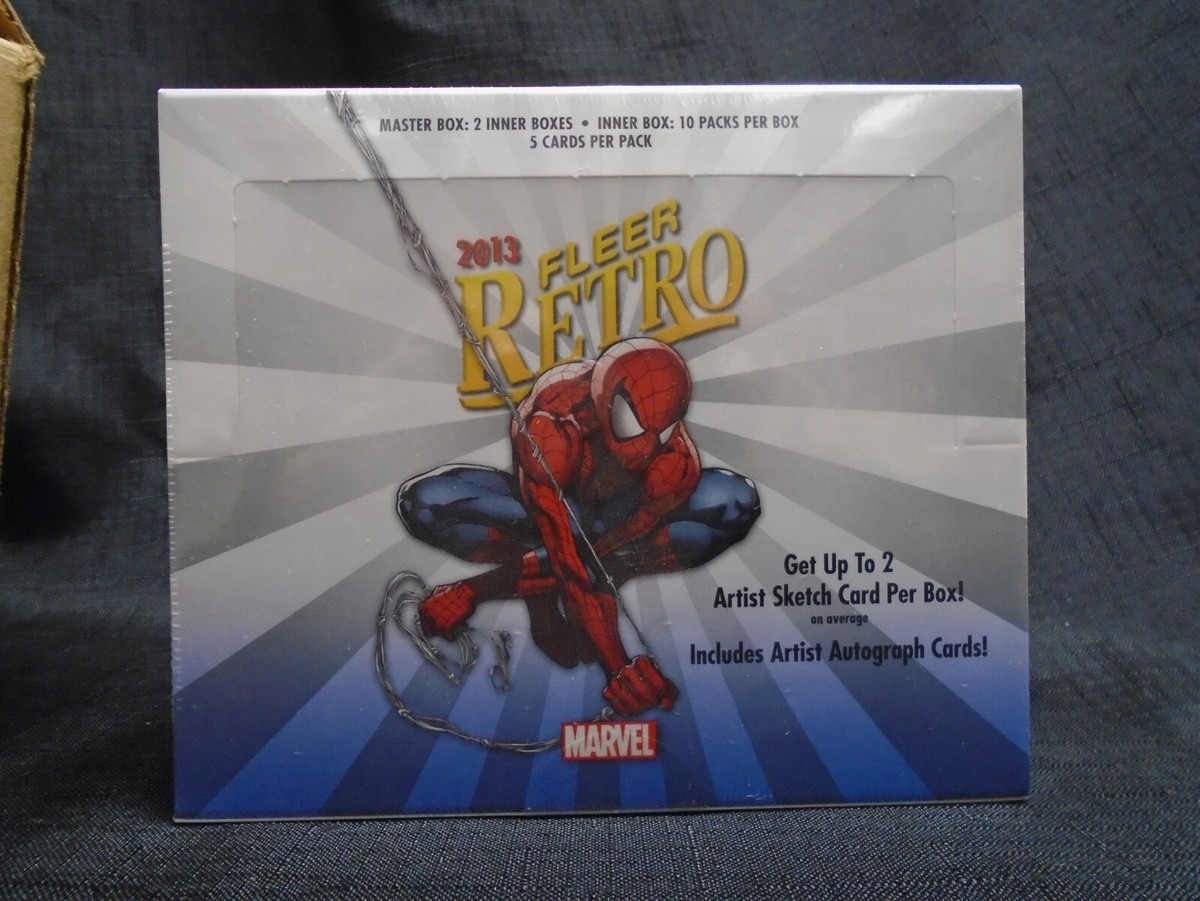 MASTER BOX: 2 INNER BOXES • INNER BOX: 10 PACKS PER BOX
5 CARDS PER PACK
2013 FLEER
RETRO
Get Up To 2
Artist Sketch Card Per Box!
on average
Includes Artist Autograph Cards!
MARVEL